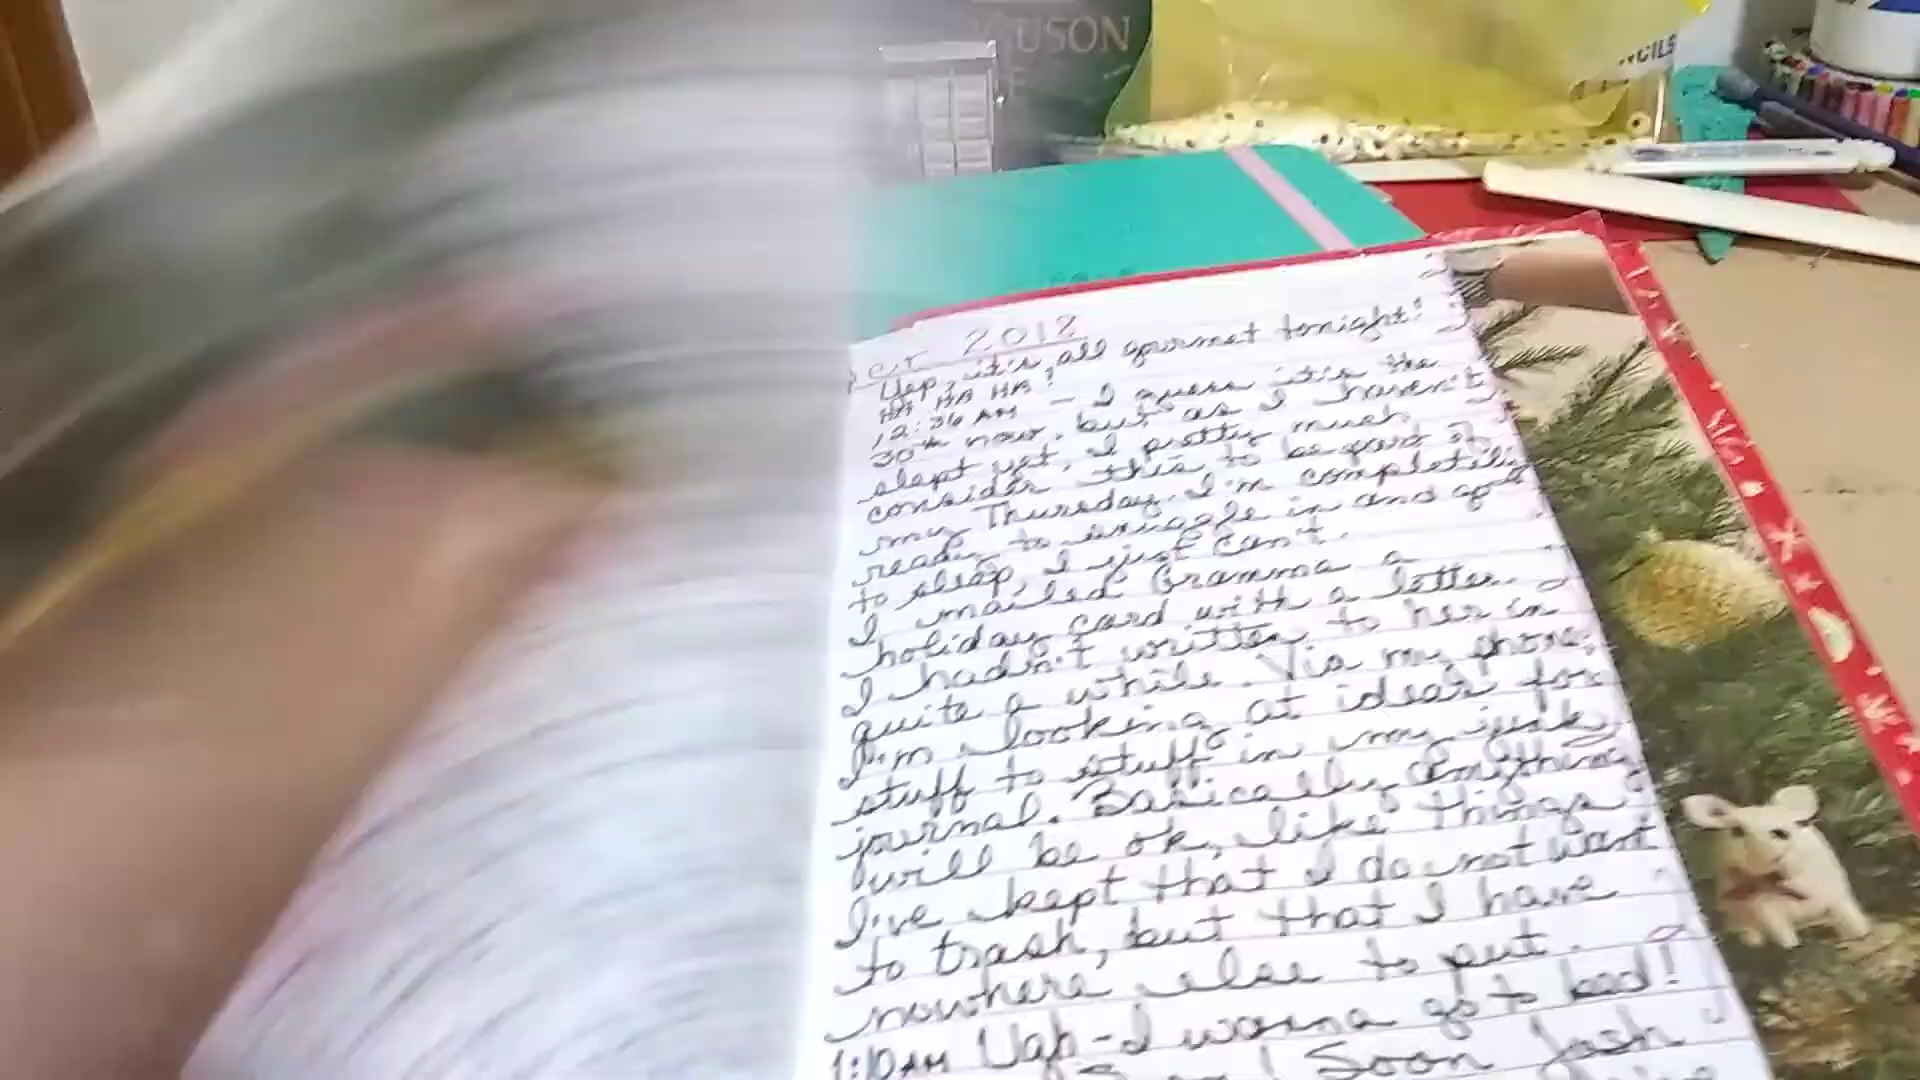 USON
NCILS
2012
Yep, it's all gourmet tonight!
HA HA HA!
12:36 AM - I guess it's the
30th now, but as I haven't
slept yet, I pretty much
consider this to be part of
my Thursday. I'm completely
ready to snuggle in and go
to sleep, I just can't.
I mailed Gramma a
holiday card with a letter.
I hadn't written to her in
quite a while. Via my phone,
I'm looking at ideas for
stuff to stuff in my junk
journal. Basically anything
will be ok, like things
I've kept that I do not want
to trash, but that I have
nowhere else to put.
1:10 AM Ugh - I wanna go to bed!
Soon Josh